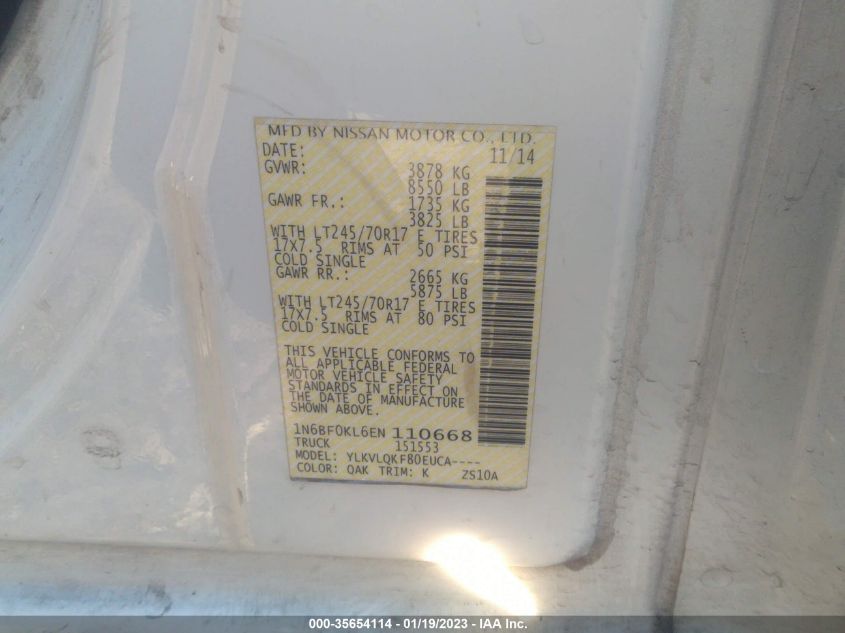 MFD BY NISSAN MOTOR CO., LTD.
DATE: 11/14
GVWR: 3878 KG
8550 LB
GAWR FR.: 1735 KG
3825 LB
WITH LT245/70R17 E TIRES
17X7.5 RIMS AT 50 PSI
COLD SINGLE
GAWR RR.: 2665 KG
5875 LB
WITH LT245/70R17 E TIRES
17X7.5 RIMS AT 80 PSI
COLD SINGLE
THIS VEHICLE CONFORMS TO
ALL APPLICABLE FEDERAL
MOTOR VEHICLE SAFETY
STANDARDS IN EFFECT ON
THE DATE OF MANUFACTURE
SHOWN ABOVE.
1N6BF0KL6EN 110668
TRUCK 151553
MODEL: YLKVLQKF80EUCA----
COLOR: QAK TRIM: K ZS10A
000-35654114 - 01/19/2023 - IAA Inc.